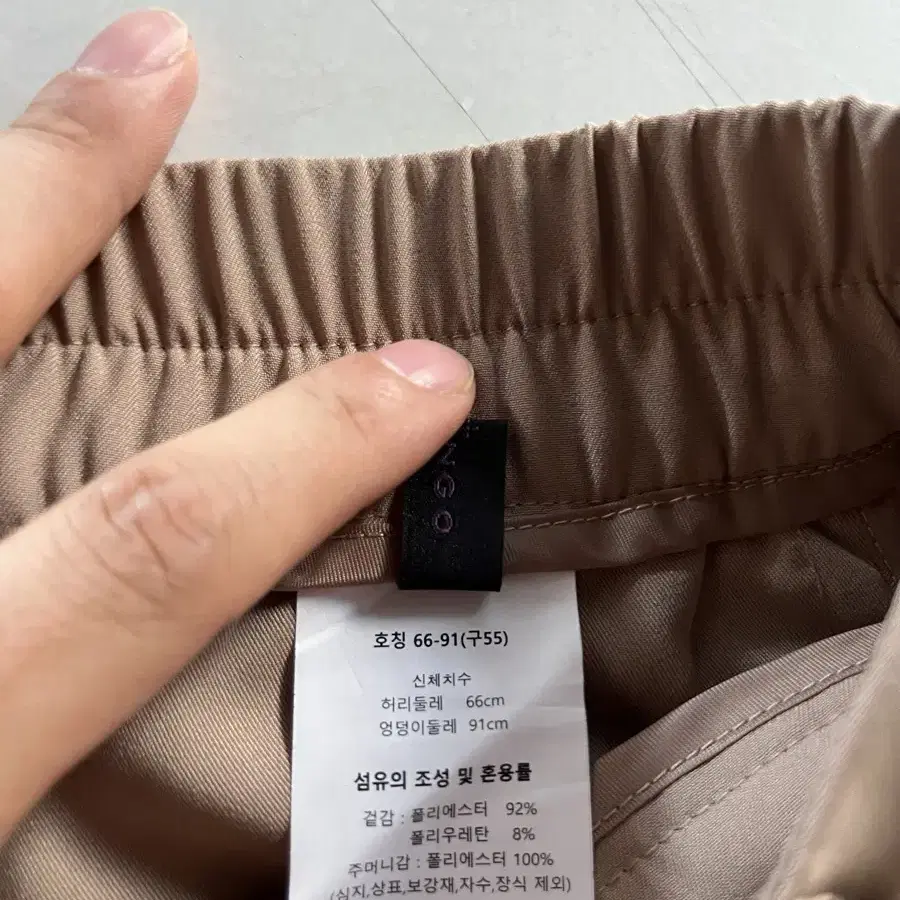 NGO
호칭 66-91(구55)
신체치수
허리둘레 66cm
엉덩이둘레 91cm
섬유의 조성 및 혼용률
겉감 : 폴리에스터 92%
폴리우레탄 8%
주머니감 : 폴리에스터 100%
(심지,상표,보강재,자수,장식 제외)